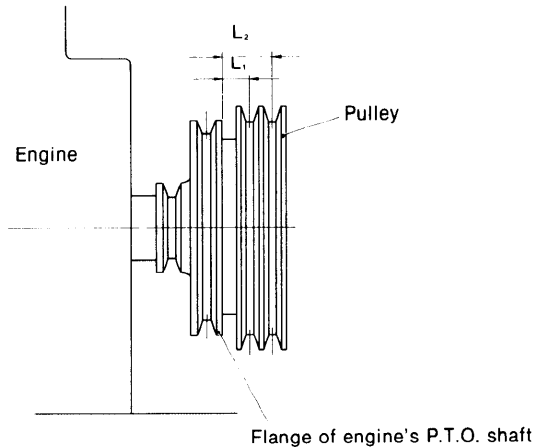 L₂
L₁
Pulley
Engine
Flange of engine's P.T.O. shaft